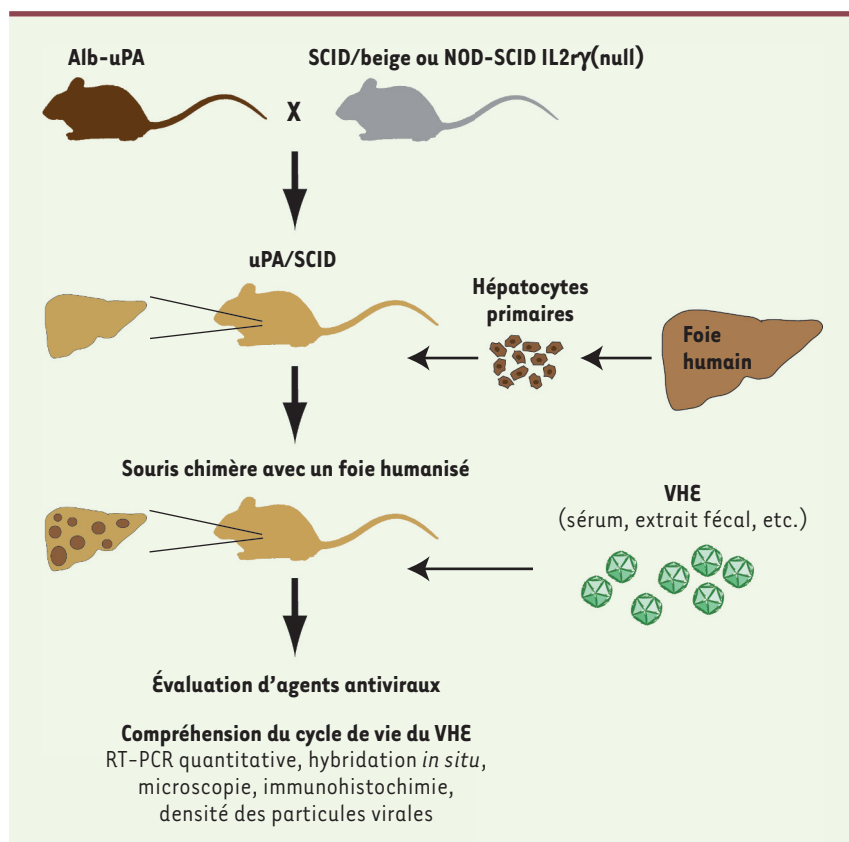 Alb-uPA
SCID/beige ou NOD-SCID IL2rγ(null)
X
uPA/SCID
Hépatocytes
primaires
Foie
humain
Souris chimère avec un foie humanisé
VHE
(sérum, extrait fécal, etc.)
Évaluation d’agents antiviraux
Compréhension du cycle de vie du VHE
RT-PCR quantitative, hybridation in situ,
microscopie, immunohistochimie,
densité des particules virales